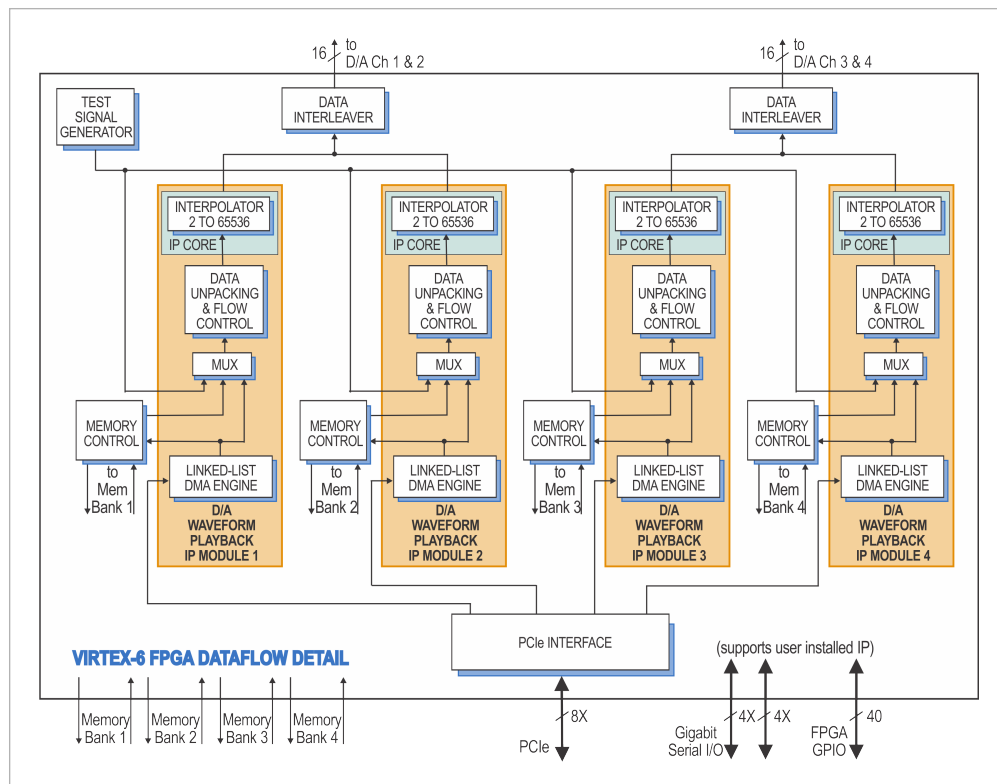 16
to
D/A Ch 1 & 2
16
to
D/A Ch 3 & 4
TEST
SIGNAL
GENERATOR
DATA
INTERLEAVER
DATA
INTERLEAVER
INTERPOLATOR
2 TO 65536
IP CORE
DATA
UNPACKING
& FLOW
CONTROL
MUX
MEMORY
CONTROL
to
Mem
Bank 1
LINKED-LIST
DMA ENGINE
D/A
WAVEFORM
PLAYBACK
IP MODULE 1
INTERPOLATOR
2 TO 65536
IP CORE
DATA
UNPACKING
& FLOW
CONTROL
MUX
MEMORY
CONTROL
to
Mem
Bank 2
LINKED-LIST
DMA ENGINE
D/A
WAVEFORM
PLAYBACK
IP MODULE 2
INTERPOLATOR
2 TO 65536
IP CORE
DATA
UNPACKING
& FLOW
CONTROL
MUX
MEMORY
CONTROL
to
Mem
Bank 3
LINKED-LIST
DMA ENGINE
D/A
WAVEFORM
PLAYBACK
IP MODULE 3
INTERPOLATOR
2 TO 65536
IP CORE
DATA
UNPACKING
& FLOW
CONTROL
MUX
MEMORY
CONTROL
to
Mem
Bank 4
LINKED-LIST
DMA ENGINE
D/A
WAVEFORM
PLAYBACK
IP MODULE 4
PCIe INTERFACE
VIRTEX-6 FPGA DATAFLOW DETAIL
(supports user installed IP)
Memory
Bank 1
Memory
Bank 2
Memory
Bank 3
Memory
Bank 4
8X
PCIe
4X
4X
Gigabit
Serial I/O
40
FPGA
GPIO